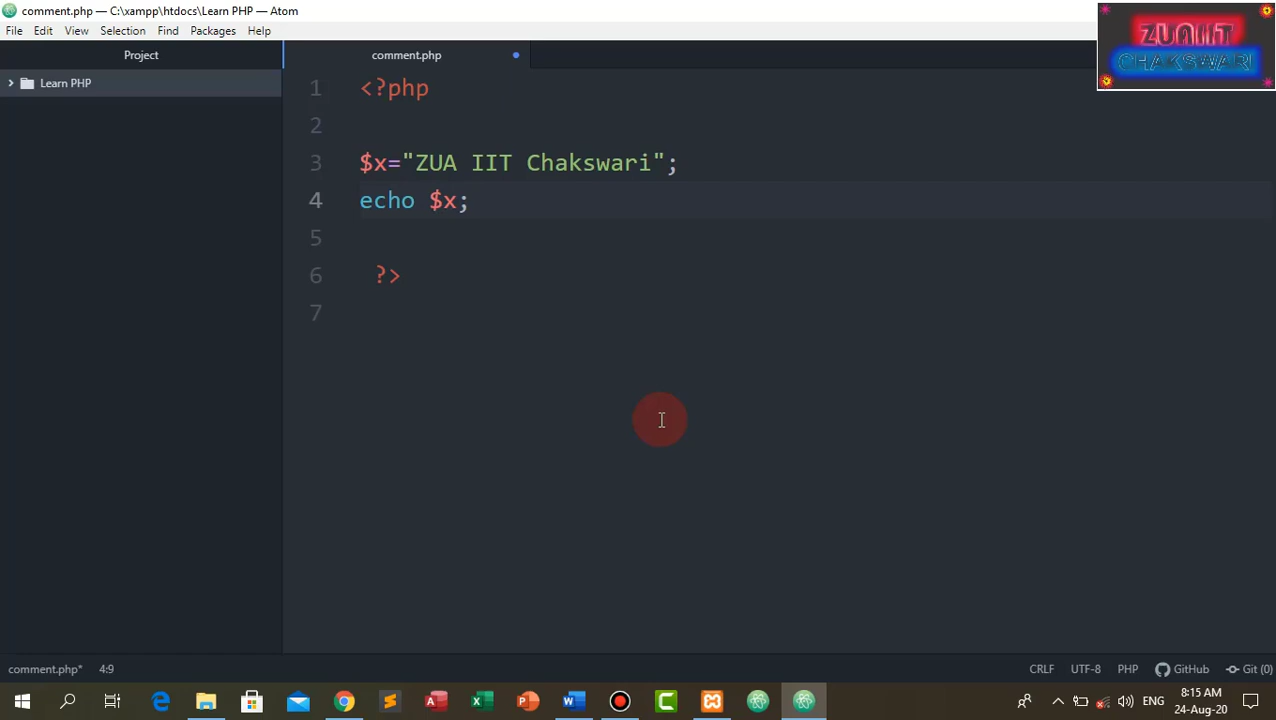 comment.php — C:\xampp\htdocs\Learn PHP — Atom
File Edit View Selection Find Packages Help
ZUAIIT
CHAKSWARI
Project
comment.php
Learn PHP
1 <?php
2
3 $x="ZUA IIT Chakswari";
4 echo $x;
5
6 ?>
7
comment.php* 4:9 CRLF UTF-8 PHP GitHub Git (0)
ENG
8:15 AM
24-Aug-20